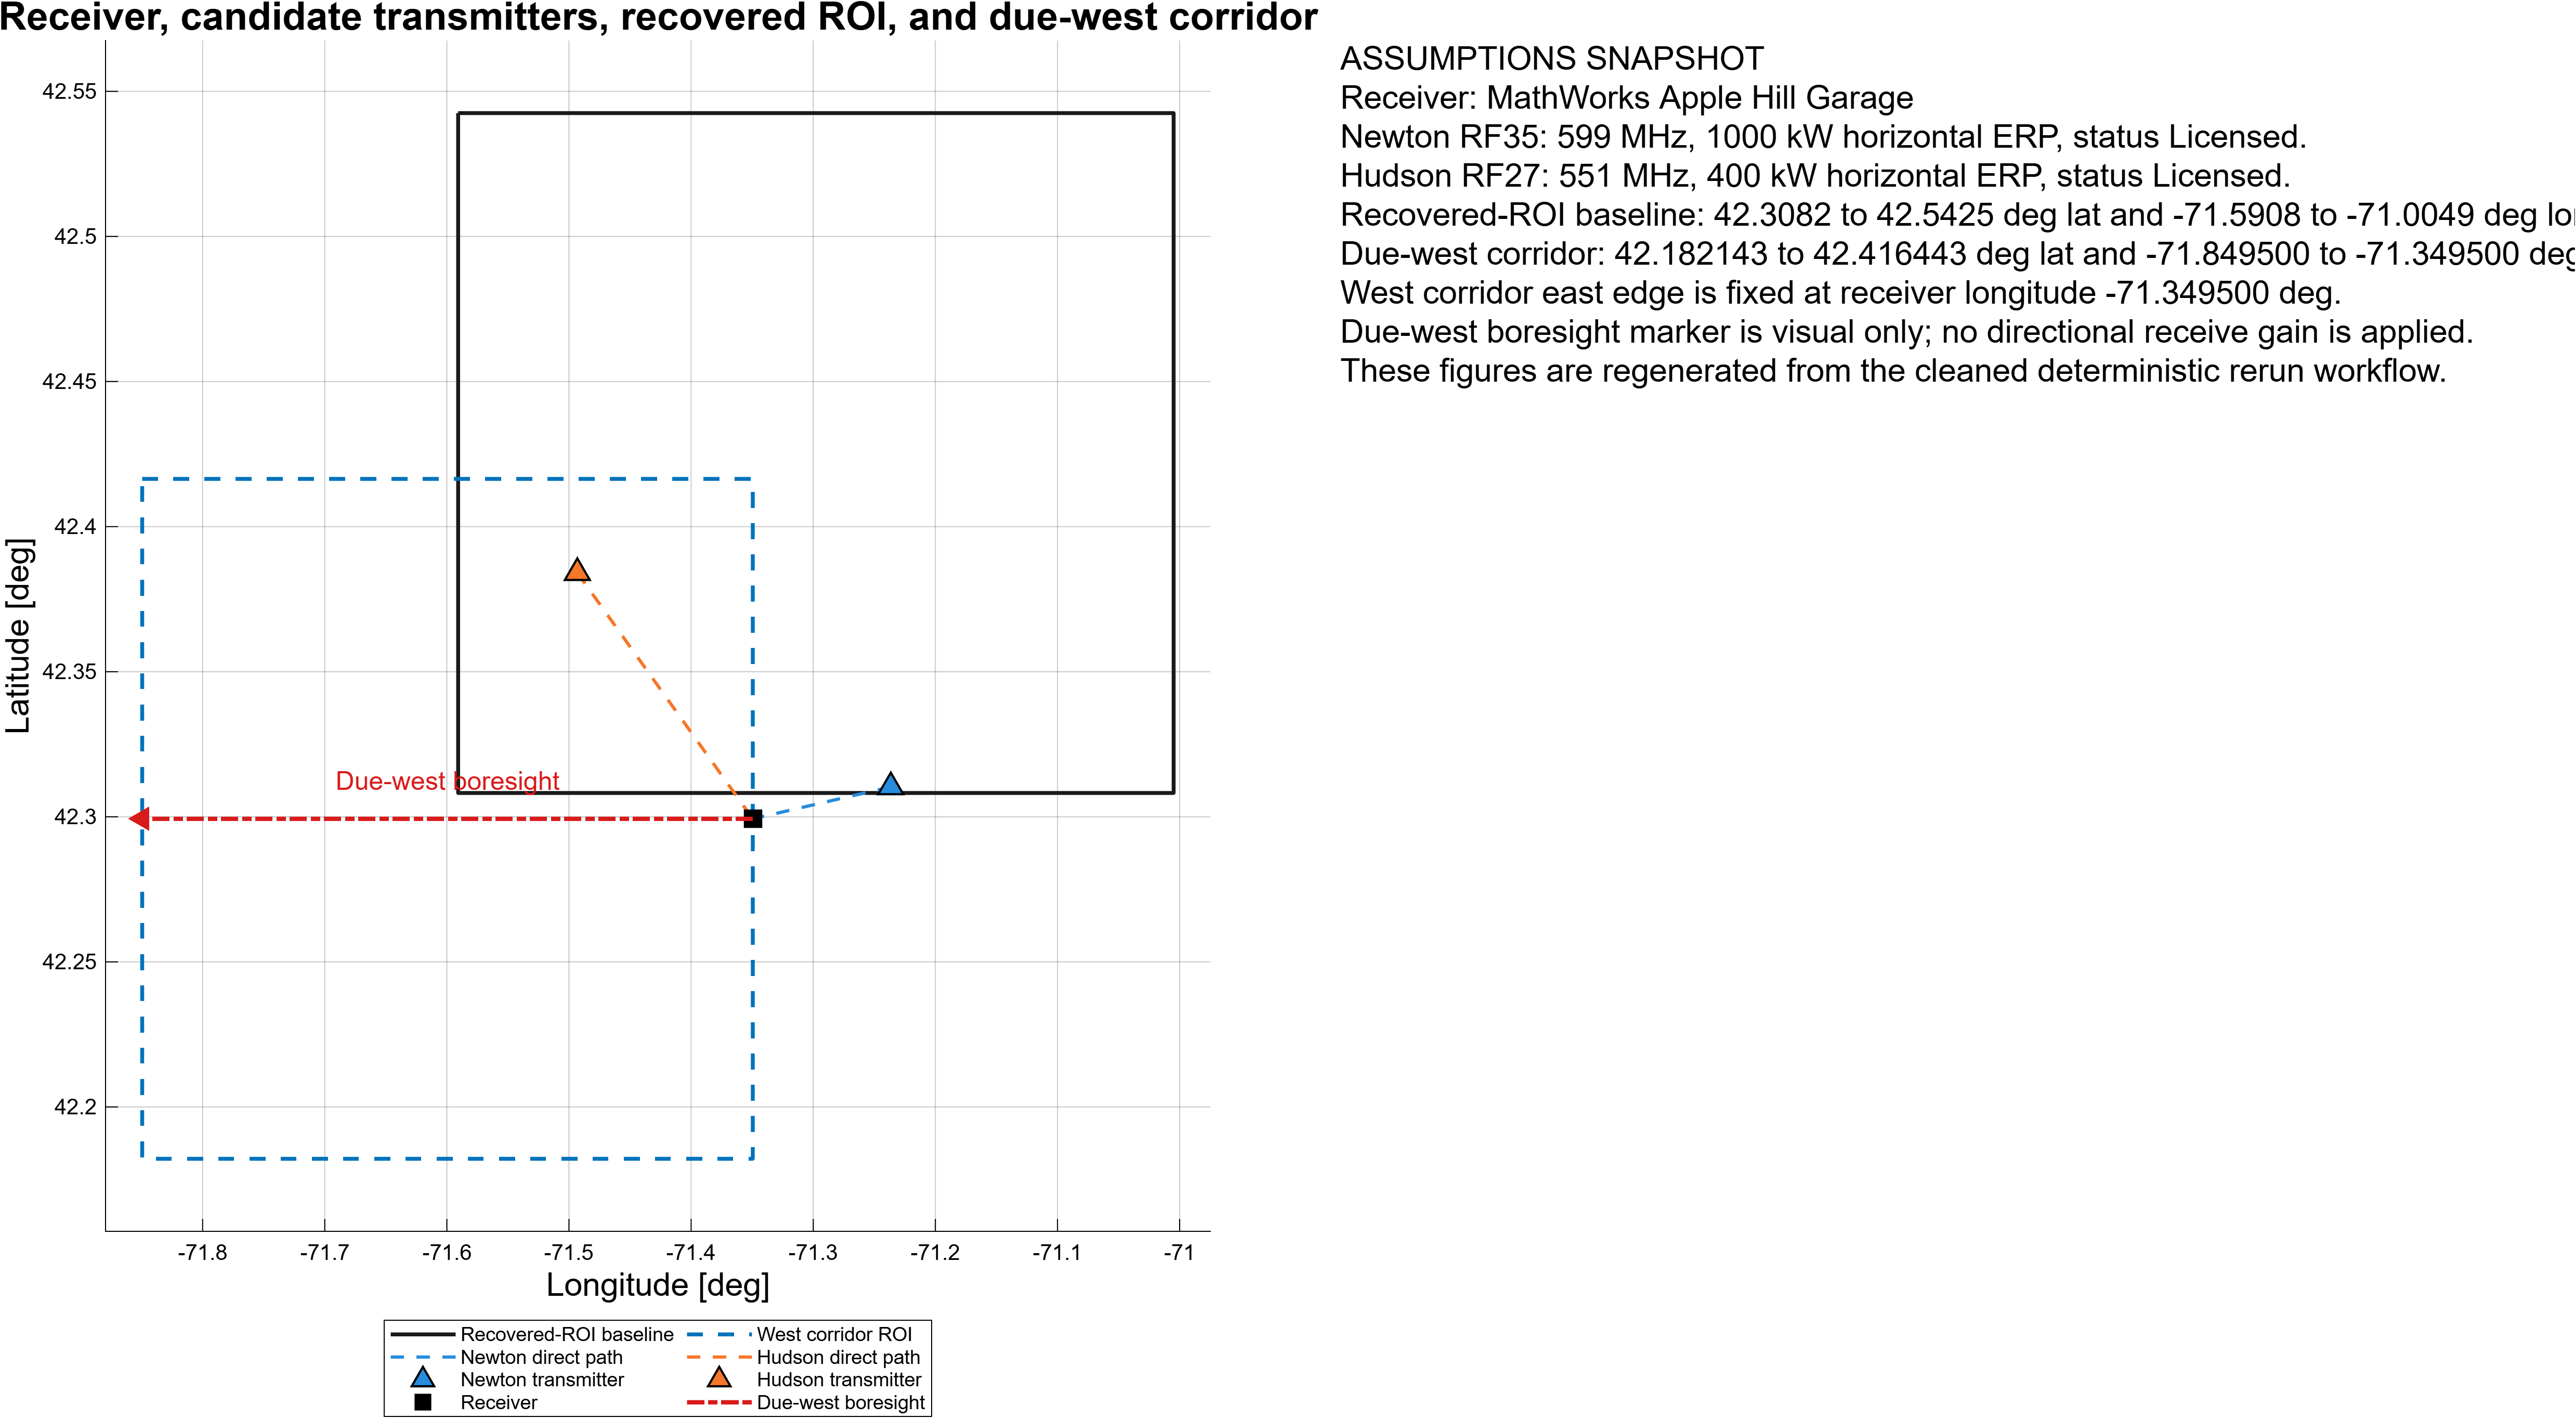 Receiver, candidate transmitters, recovered ROI, and due-west corridor
ASSUMPTIONS SNAPSHOT
Receiver: MathWorks Apple Hill Garage
Newton RF35: 599 MHz, 1000 kW horizontal ERP, status Licensed.
Hudson RF27: 551 MHz, 400 kW horizontal ERP, status Licensed.
Recovered-ROI baseline: 42.3082 to 42.5425 deg lat and -71.5908 to -71.0049 deg
Due-west corridor: 42.182143 to 42.416443 deg lat and -71.849500 to -71.349500 deg
West corridor east edge is fixed at receiver longitude -71.349500 deg.
Due-west boresight marker is visual only; no directional receive gain is applied.
These figures are regenerated from the cleaned deterministic rerun workflow.
42.55
42.5
42.45
42.4
42.35
42.3
42.25
42.2
Latitude [deg]
Due-west boresight
-71.8
-71.7
-71.6
-71.5
-71.4
-71.3
-71.2
-71.1
-71
Longitude [deg]
Recovered-ROI baseline
West corridor ROI
Newton direct path
Hudson direct path
Newton transmitter
Hudson transmitter
Receiver
Due-west boresight